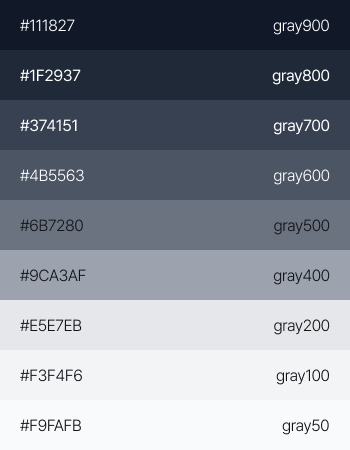 #111827 gray900
#1F2937 gray800
#374151 gray700
#4B5563 gray600
#6B7280 gray500
#9CA3AF gray400
#E5E7EB gray200
#F3F4F6 gray100
#F9FAFB gray50